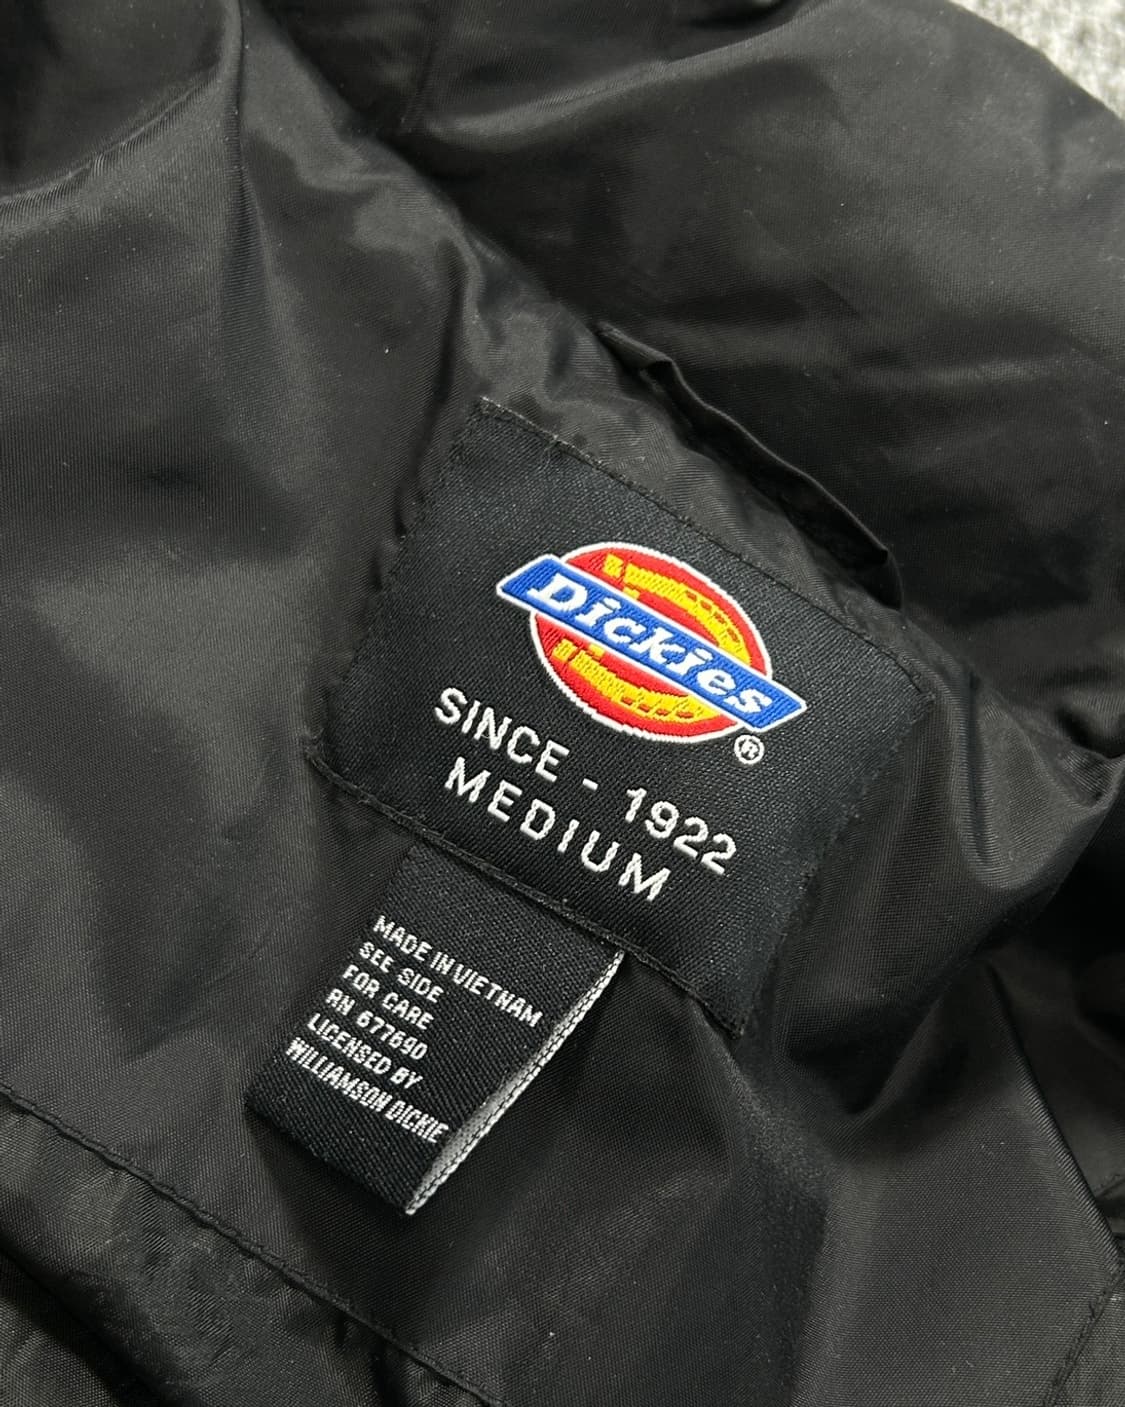 Dickies
®
SINCE - 1922
MEDIUM
MADE IN VIETNAM
SEE SIDE
FOR CARE
RN 677690
LICENSED BY
WILLIAMSON DICKIE